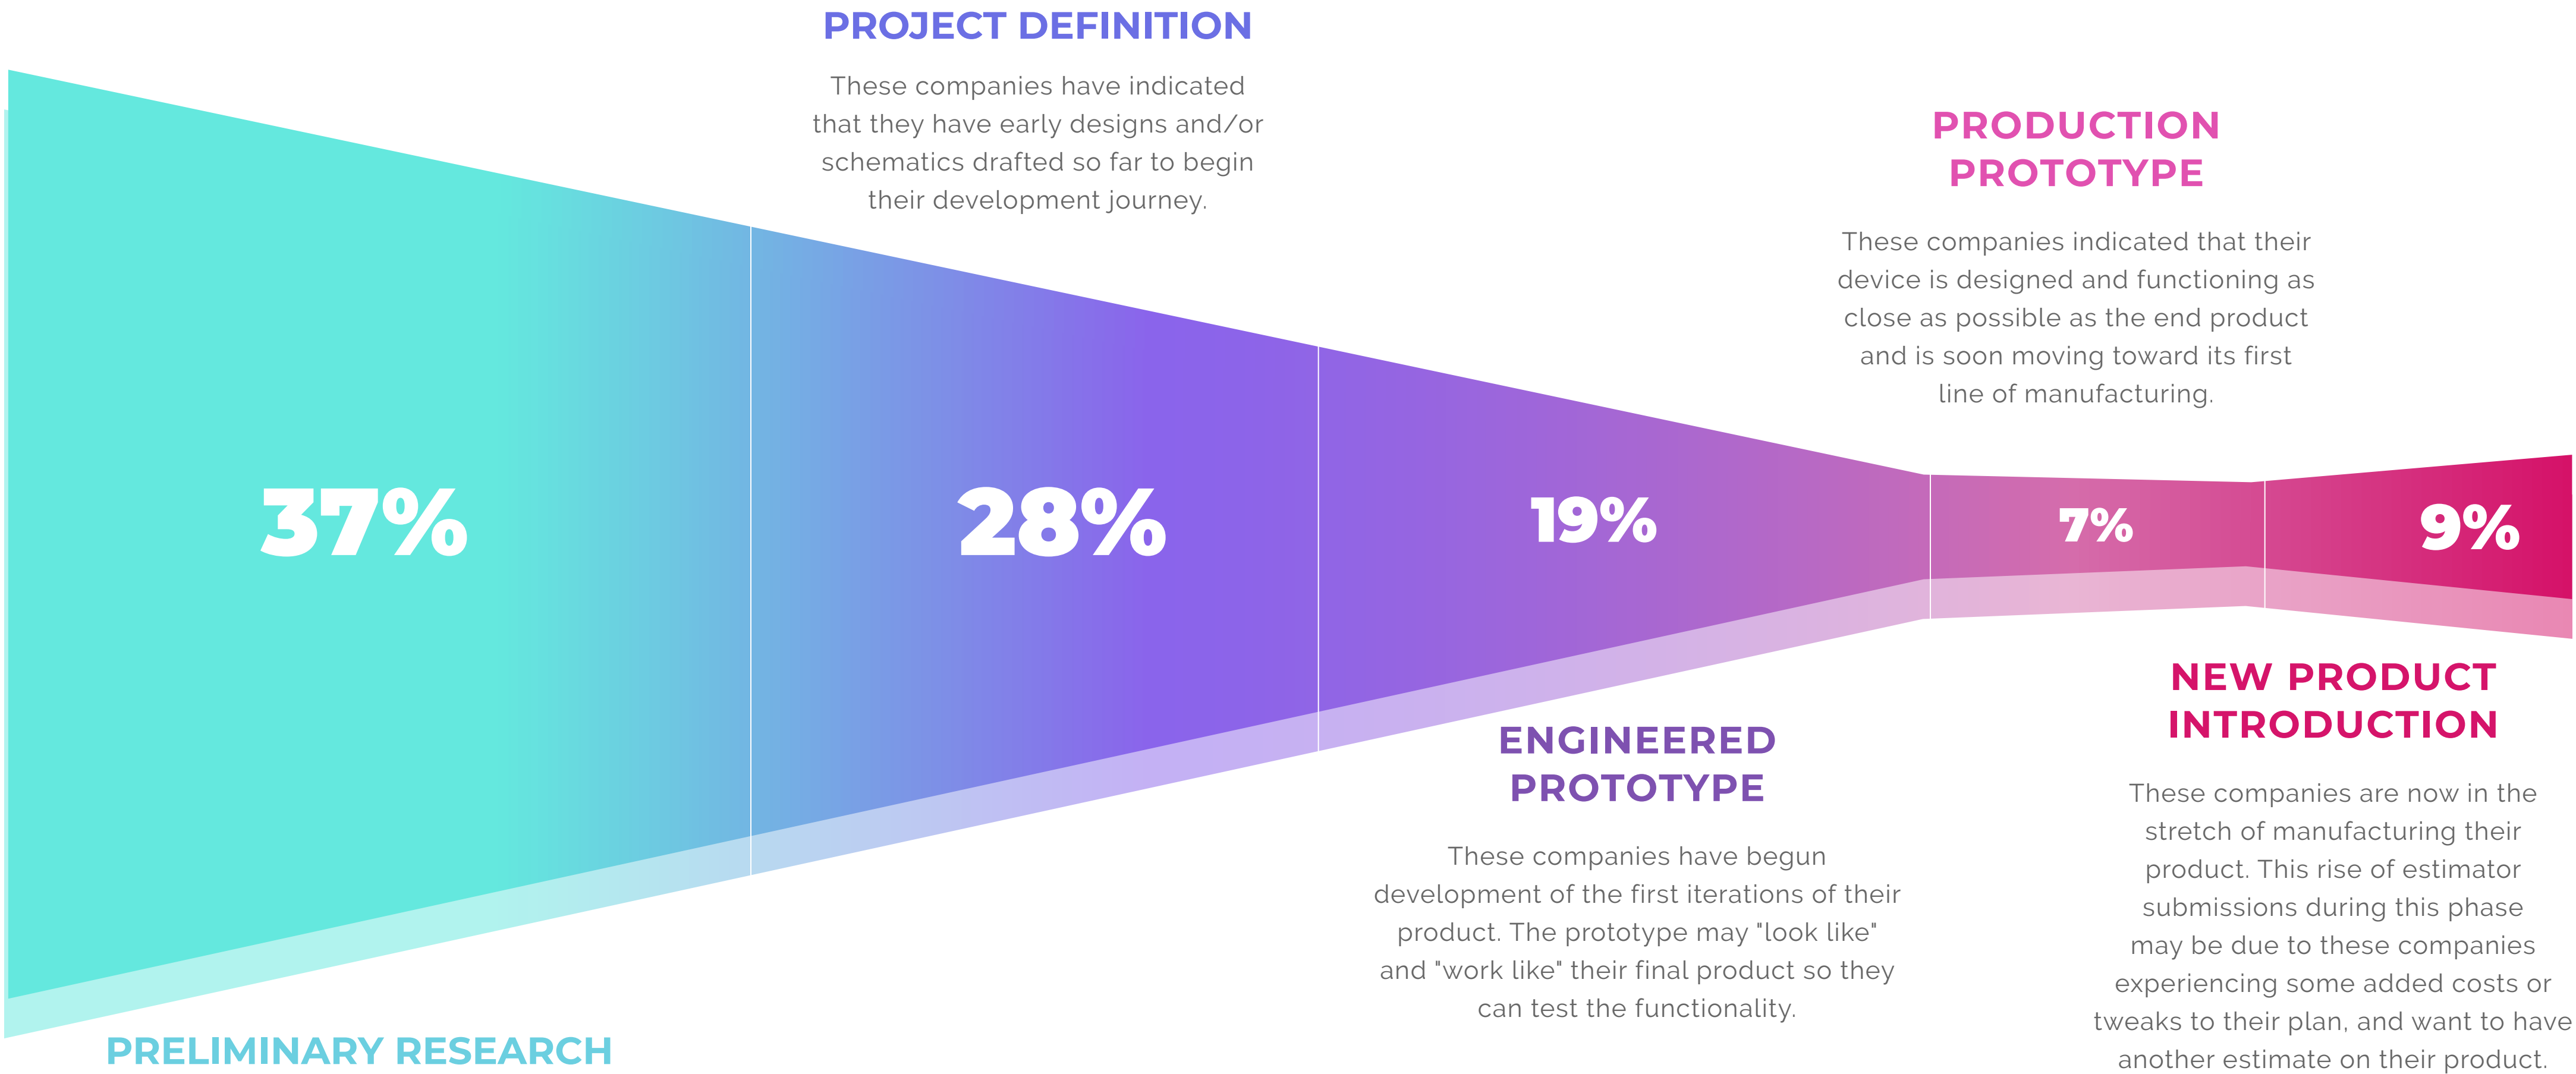 PROJECT DEFINITION
These companies have indicated
that they have early designs and/or
schematics drafted so far to begin
their development journey.
PRODUCTION
PROTOTYPE
These companies indicated that their
device is designed and functioning as
close as possible as the end product
and is soon moving toward its first
line of manufacturing.
37%
28%
19%
7%
9%
PRELIMINARY RESEARCH
ENGINEERED
PROTOTYPE
These companies have begun
development of the first iterations of their
product. The prototype may "look like"
and "work like" their final product so they
can test the functionality.
NEW PRODUCT
INTRODUCTION
These companies are now in the
stretch of manufacturing their
product. This rise of estimator
submissions during this phase
may be due to these companies
experiencing some added costs or
tweaks to their plan, and want to have
another estimate on their product.